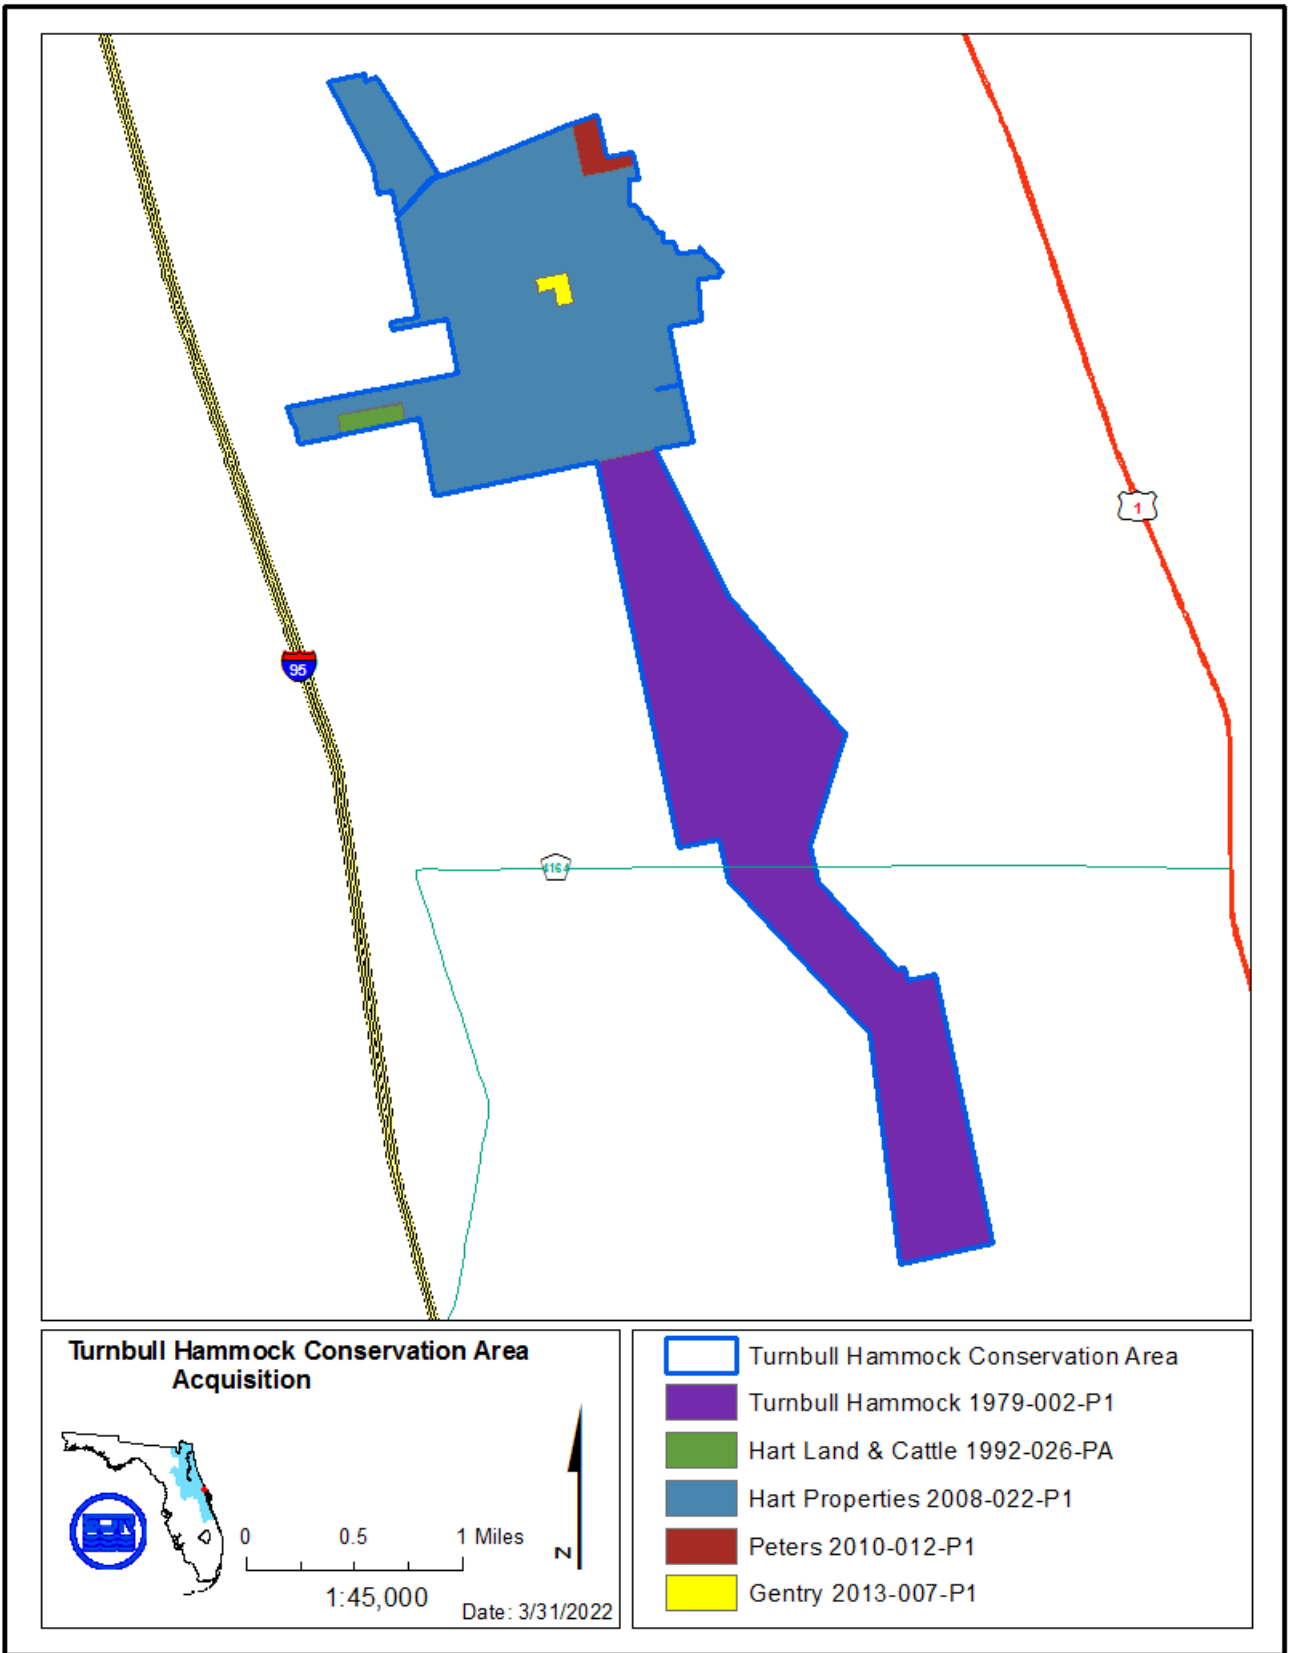 1
95
4164
Turnbull Hammock Conservation Area
Acquisition
0 0.5 1 Miles
1:45,000
N
Date: 3/31/2022
Turnbull Hammock Conservation Area
Turnbull Hammock 1979-002-P1
Hart Land & Cattle 1992-026-PA
Hart Properties 2008-022-P1
Peters 2010-012-P1
Gentry 2013-007-P1